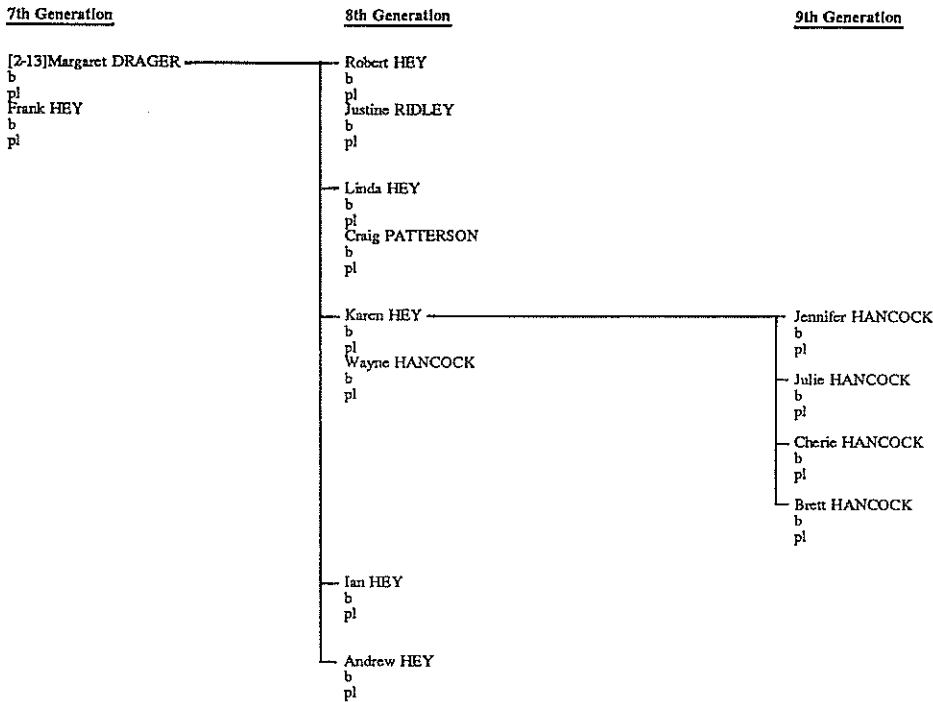 7th Generation
8th Generation
9th Generation
[2-13]Margaret DRAGER
b
pl
Frank HEY
b
pl
Robert HEY
b
pl
Justine RIDLEY
b
pl
Linda HEY
b
pl
Craig PATTERSON
b
pl
Karen HEY
b
pl
Wayne HANCOCK
b
pl
Ian HEY
b
pl
Andrew HEY
b
pl
Jennifer HANCOCK
b
pl
Julie HANCOCK
b
pl
Cherie HANCOCK
b
pl
Brett HANCOCK
b
pl